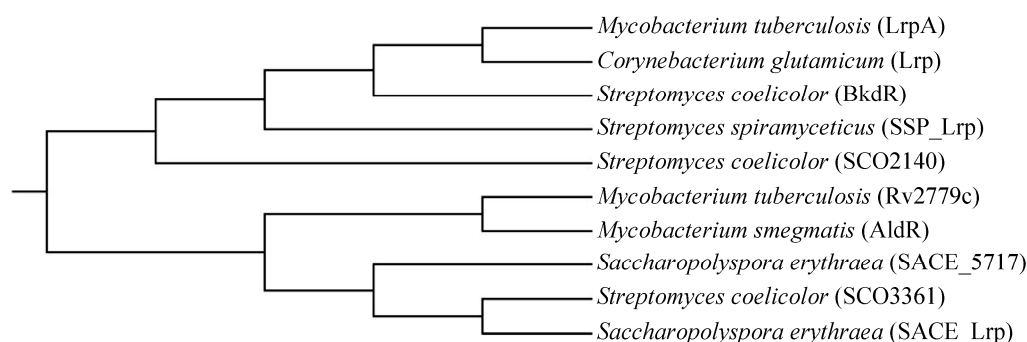 Mycobacterium tuberculosis (LrpA)
Corynebacterium glutamicum (Lrp)
Streptomyces coelicolor (BkdR)
Streptomyces spiramyceticus (SSP_Lrp)
Streptomyces coelicolor (SCO2140)
Mycobacterium tuberculosis (Rv2779c)
Mycobacterium smegmatis (AldR)
Saccharopolyspora erythraea (SACE_5717)
Streptomyces coelicolor (SCO3361)
Saccharopolyspora erythraea (SACE_Lrp)